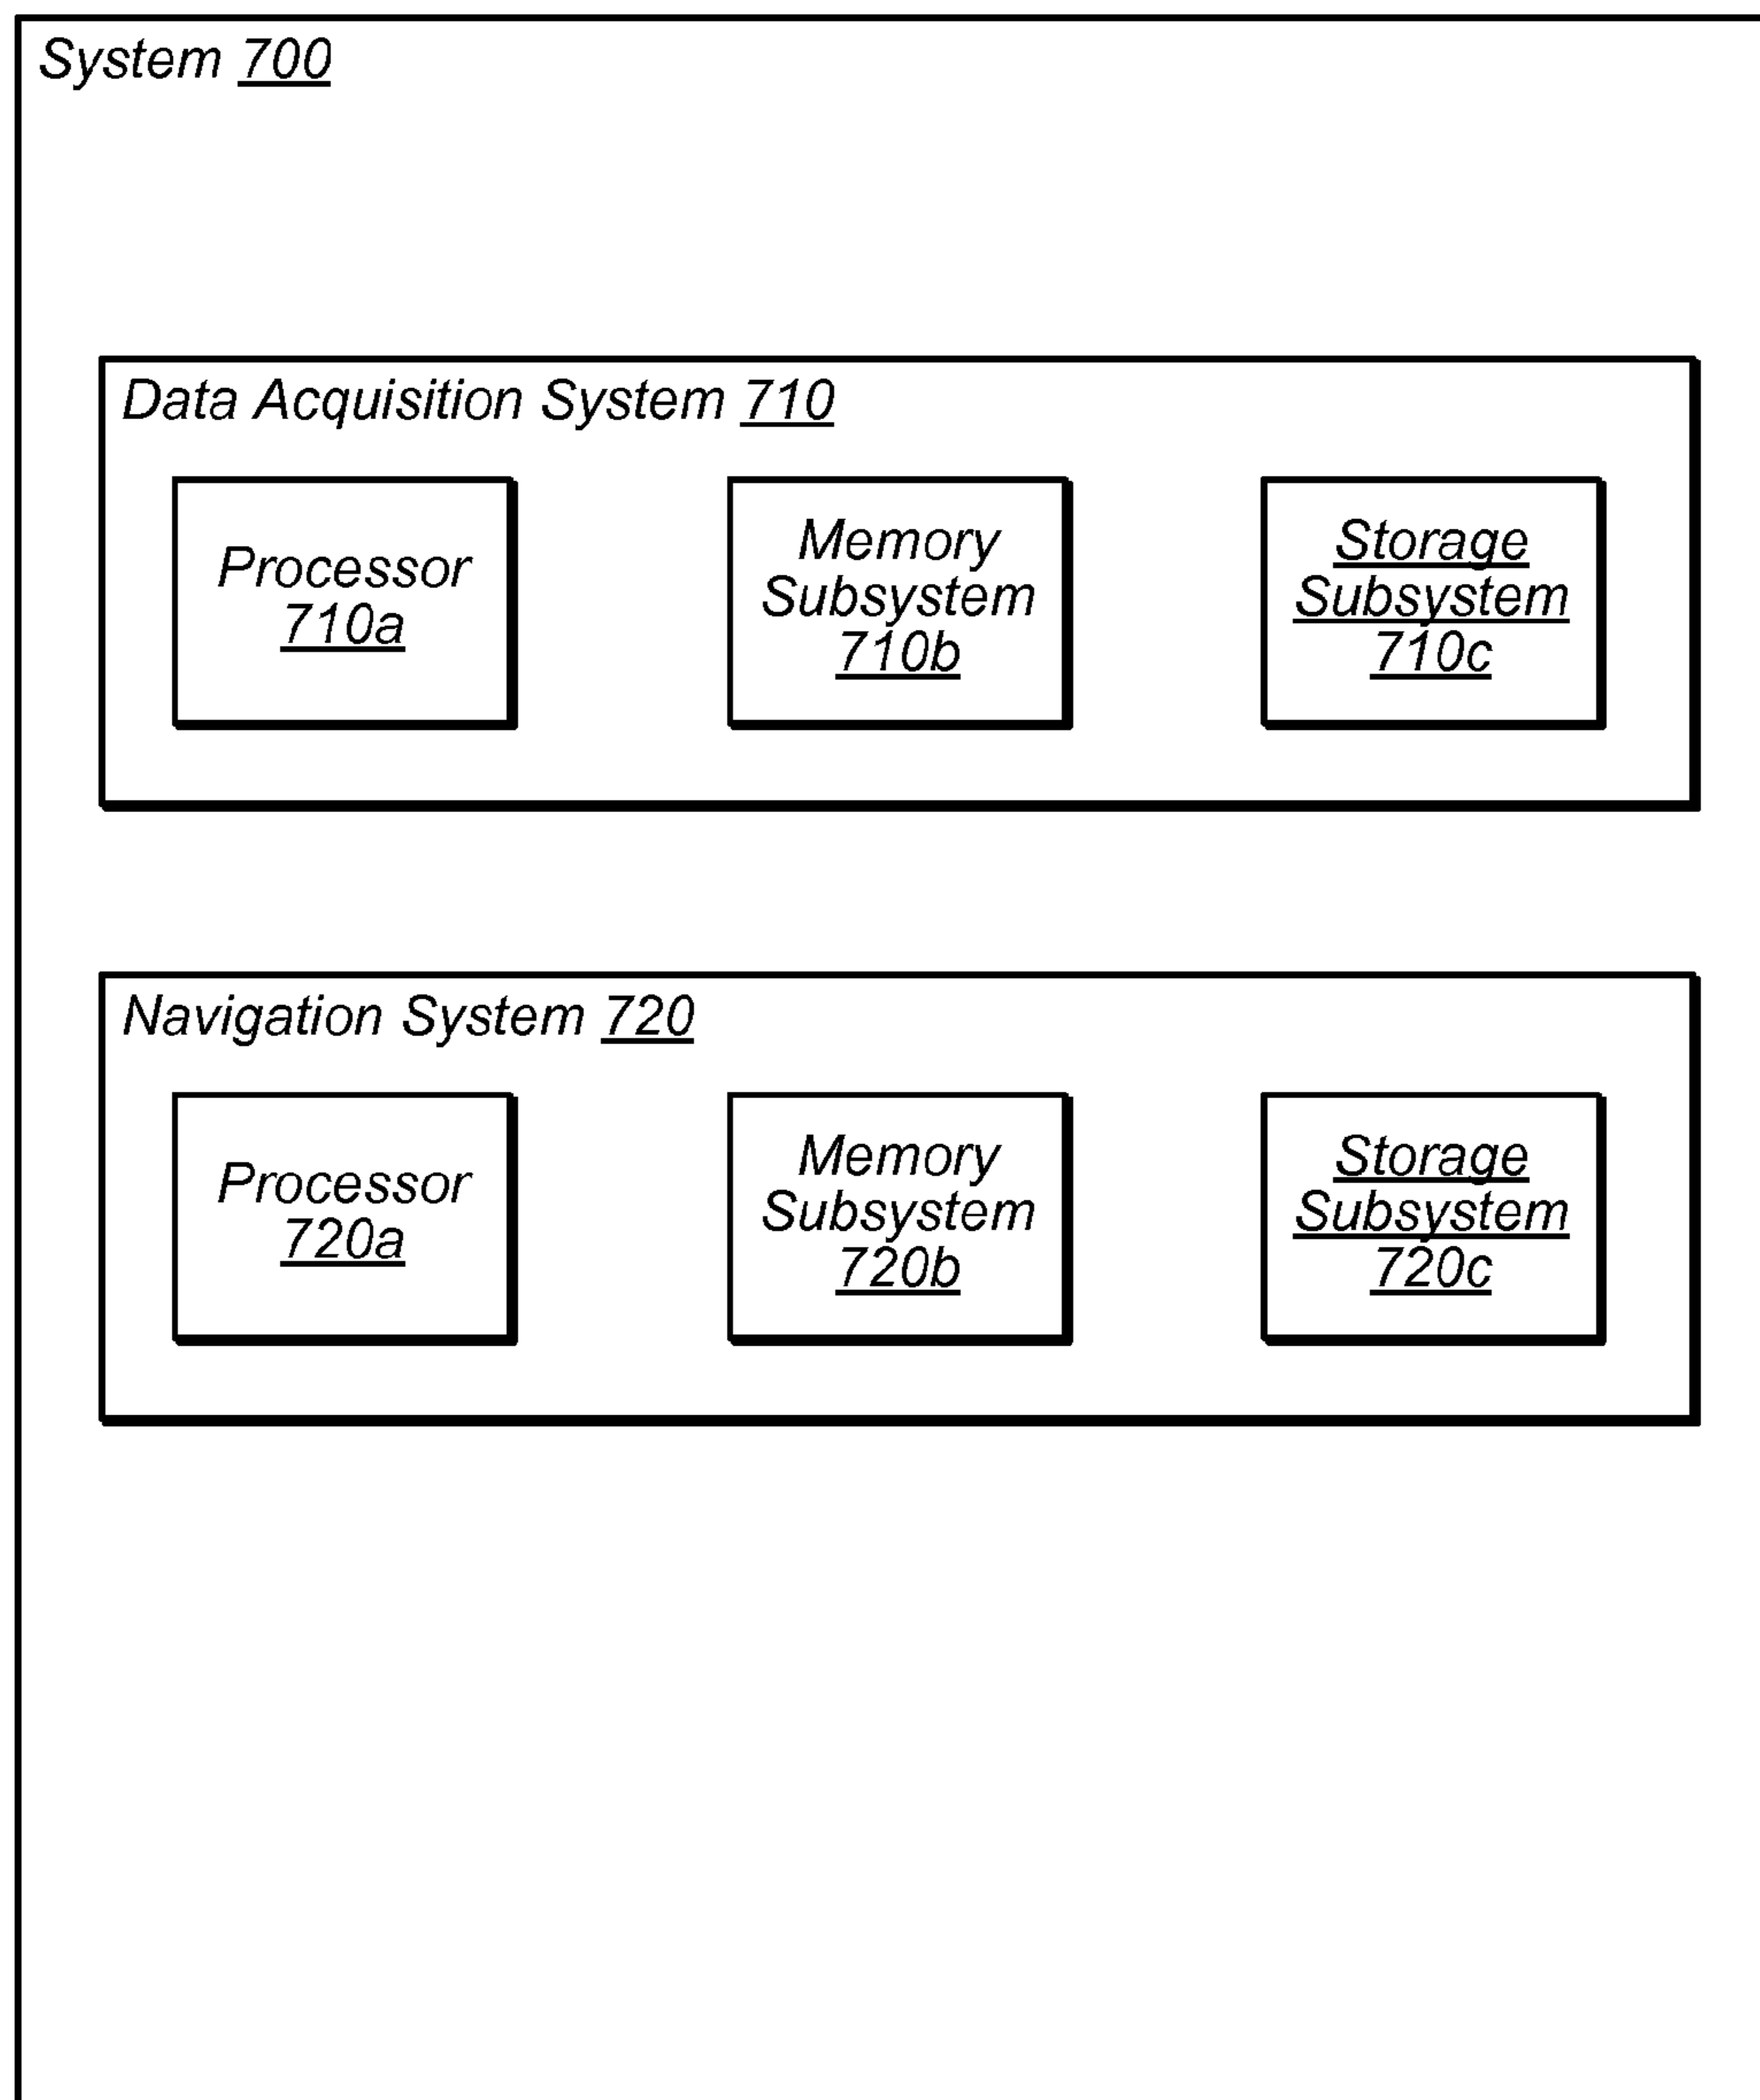 System 700
Data Acquisition System 710
Processor
710a
Memory
Subsystem
710b
Storage
Subsystem
710c
Navigation System 720
Processor
720a
Memory
Subsystem
720b
Storage
Subsystem
720c